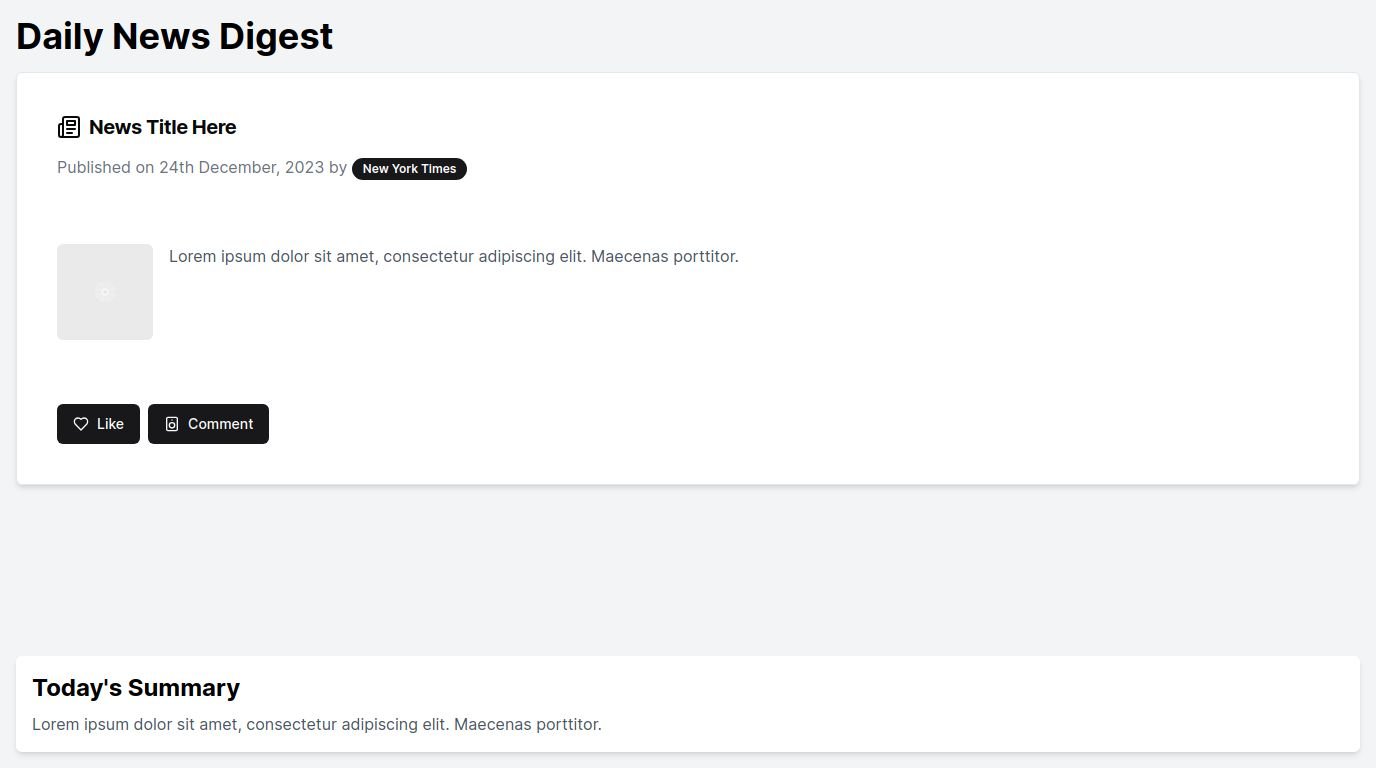 Daily News Digest
News Title Here
Published on 24th December, 2023 by New York Times
Lorem ipsum dolor sit amet, consectetur adipiscing elit. Maecenas porttitor.
Like Comment
Today's Summary
Lorem ipsum dolor sit amet, consectetur adipiscing elit. Maecenas porttitor.